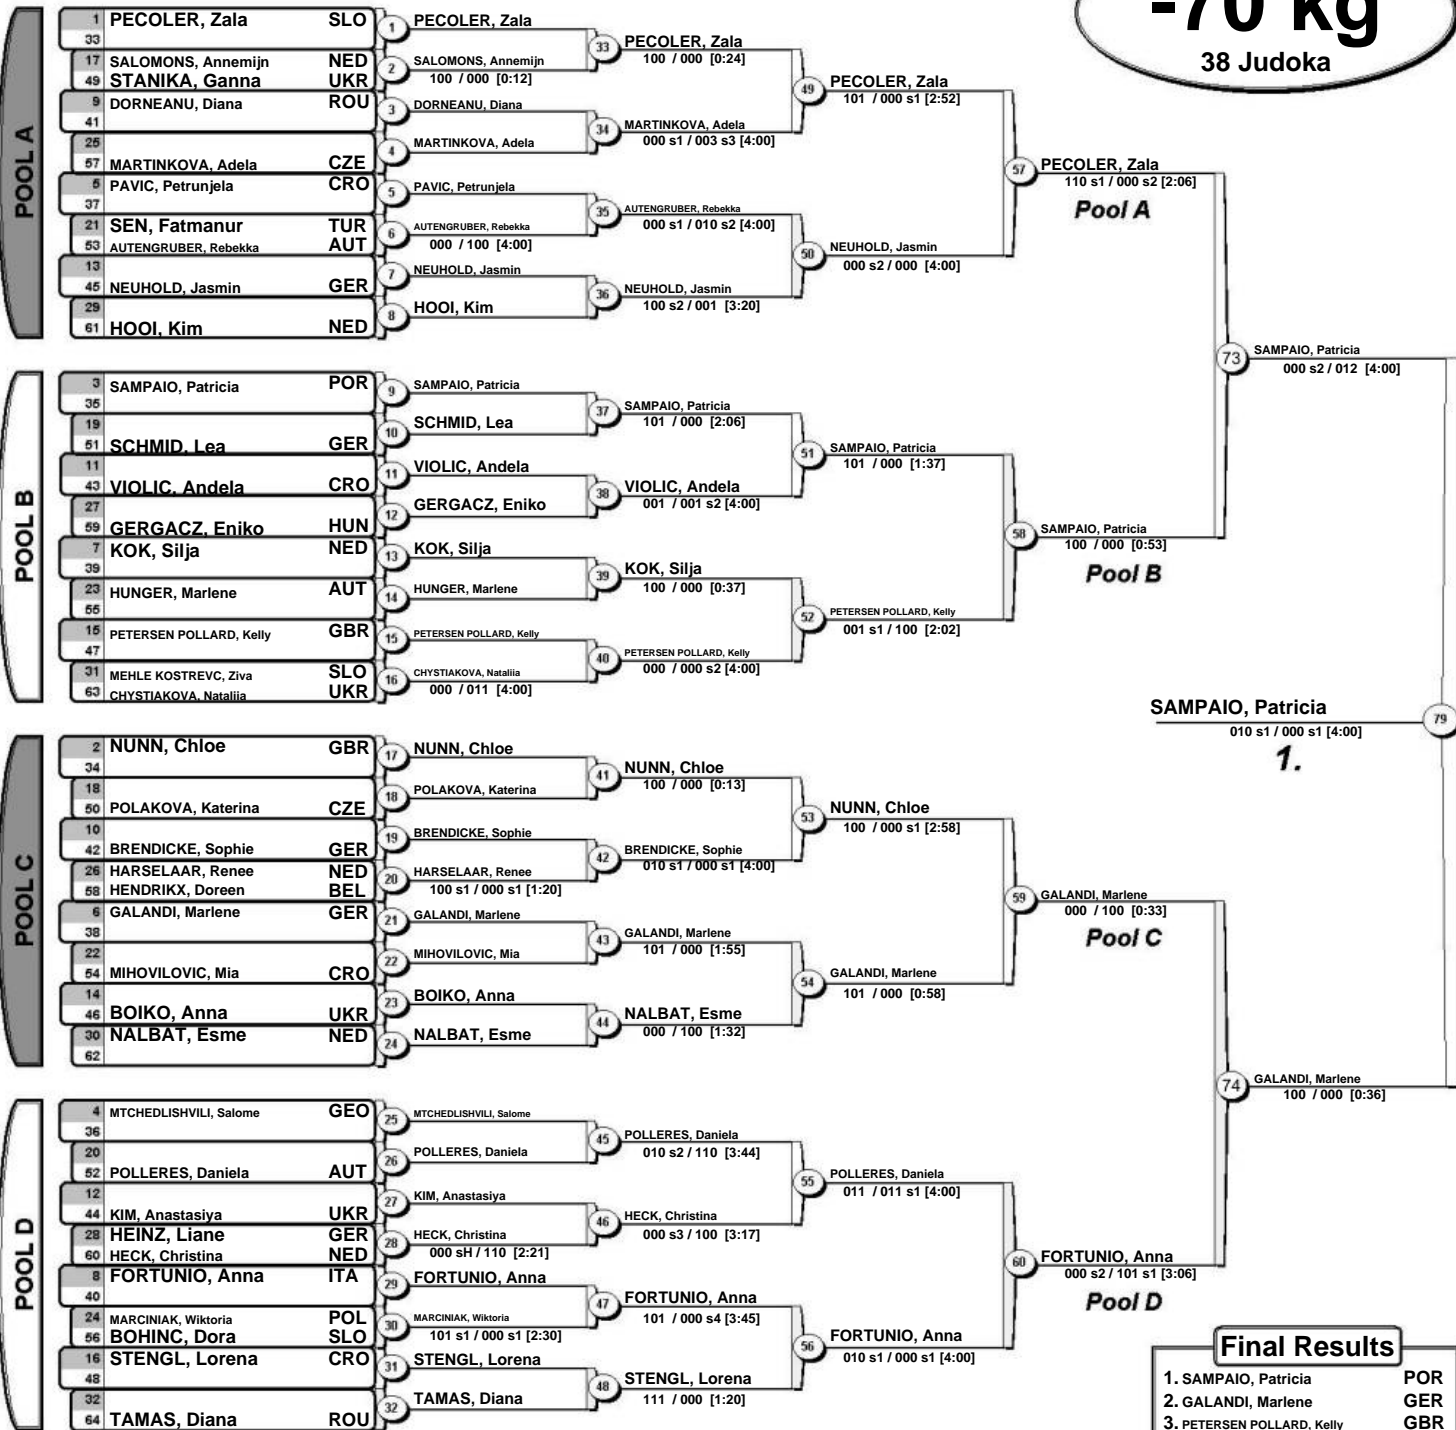 -70 kg
38 Judoka
POOL A
1 PECOLER, Zala SLO
33
17 SALOMONS, Annemijn NED
49 STANIKA, Ganna UKR
9 DORNEANU, Diana ROU
41
25
57 MARTINKOVA, Adela CZE
5 PAVIC, Petrunjela CRO
37
21 SEN, Fatmanur TUR
53 AUTENGRUBER, Rebekka AUT
13
45 NEUHOLD, Jasmin GER
29
61 HOOI, Kim NED
1 PECOLER, Zala
2 SALOMONS, Annemijn
100 / 000 [0:12]
3 DORNEANU, Diana
4 MARTINKOVA, Adela
5 PAVIC, Petrunjela
6 AUTENGRUBER, Rebekka
000 / 100 [4:00]
7 NEUHOLD, Jasmin
8 HOOI, Kim
33 PECOLER, Zala
100 / 000 [0:24]
34 MARTINKOVA, Adela
000 s1 / 003 s3 [4:00]
35 AUTENGRUBER, Rebekka
000 s1 / 010 s2 [4:00]
36 NEUHOLD, Jasmin
100 s2 / 001 [3:20]
49 PECOLER, Zala
101 / 000 s1 [2:52]
50 NEUHOLD, Jasmin
000 s2 / 000 [4:00]
57 PECOLER, Zala
110 s1 / 000 s2 [2:06]
Pool A
POOL B
3 SAMPAIO, Patricia POR
35
19
51 SCHMID, Lea GER
11
43 VIOLIC, Andela CRO
27
59 GERGACZ, Eniko HUN
7 KOK, Silja NED
39
23 HUNGER, Marlene AUT
55
15 PETERSEN POLLARD, Kelly GBR
47
31 MEHLE KOSTREVC, Ziva SLO
63 CHYSTIAKOVA, Nataliia UKR
9 SAMPAIO, Patricia
10 SCHMID, Lea
11 VIOLIC, Andela
12 GERGACZ, Eniko
13 KOK, Silja
14 HUNGER, Marlene
15 PETERSEN POLLARD, Kelly
16 CHYSTIAKOVA, Nataliia
000 / 011 [4:00]
37 SAMPAIO, Patricia
101 / 000 [2:06]
38 VIOLIC, Andela
001 / 001 s2 [4:00]
39 KOK, Silja
100 / 000 [0:37]
40 PETERSEN POLLARD, Kelly
000 / 000 s2 [4:00]
51 SAMPAIO, Patricia
101 / 000 [1:37]
52 PETERSEN POLLARD, Kelly
001 s1 / 100 [2:02]
58 SAMPAIO, Patricia
100 / 000 [0:53]
Pool B
73 SAMPAIO, Patricia
000 s2 / 012 [4:00]
SAMPAIO, Patricia 79
010 s1 / 000 s1 [4:00]
1.
POOL C
2 NUNN, Chloe GBR
34
18
50 POLAKOVA, Katerina CZE
10
42 BRENDICKE, Sophie GER
26 HARSELAAR, Renee NED
58 HENDRIKX, Doreen BEL
6 GALANDI, Marlene GER
38
22
54 MIHOVILOVIC, Mia CRO
14
46 BOIKO, Anna UKR
30 NALBAT, Esme NED
62
17 NUNN, Chloe
18 POLAKOVA, Katerina
19 BRENDICKE, Sophie
20 HARSELAAR, Renee
100 s1 / 000 s1 [1:20]
21 GALANDI, Marlene
22 MIHOVILOVIC, Mia
23 BOIKO, Anna
24 NALBAT, Esme
41 NUNN, Chloe
100 / 000 [0:13]
42 BRENDICKE, Sophie
010 s1 / 000 s1 [4:00]
43 GALANDI, Marlene
101 / 000 [1:55]
44 NALBAT, Esme
000 / 100 [1:32]
53 NUNN, Chloe
100 / 000 s1 [2:58]
54 GALANDI, Marlene
101 / 000 [0:58]
59 GALANDI, Marlene
000 / 100 [0:33]
Pool C
POOL D
4 MTCHEDLISHVILI, Salome GEO
36
20
52 POLLERES, Daniela AUT
12
44 KIM, Anastasiya UKR
28 HEINZ, Liane GER
60 HECK, Christina NED
8 FORTUNIO, Anna ITA
40
24 MARCINIAK, Wiktoria POL
56 BOHINC, Dora SLO
16 STENGL, Lorena CRO
48
32
64 TAMAS, Diana ROU
25 MTCHEDLISHVILI, Salome
26 POLLERES, Daniela
27 KIM, Anastasiya
28 HECK, Christina
000 sH / 110 [2:21]
29 FORTUNIO, Anna
30 MARCINIAK, Wiktoria
101 s1 / 000 s1 [2:30]
31 STENGL, Lorena
32 TAMAS, Diana
45 POLLERES, Daniela
010 s2 / 110 [3:44]
46 HECK, Christina
000 s3 / 100 [3:17]
47 FORTUNIO, Anna
101 / 000 s4 [3:45]
48 STENGL, Lorena
111 / 000 [1:20]
55 POLLERES, Daniela
011 / 011 s1 [4:00]
56 FORTUNIO, Anna
010 s1 / 000 s1 [4:00]
60 FORTUNIO, Anna
000 s2 / 101 s1 [3:06]
Pool D
74 GALANDI, Marlene
100 / 000 [0:36]
Final Results
1. SAMPAIO, Patricia POR
2. GALANDI, Marlene GER
3. PETERSEN POLLARD, Kelly GBR